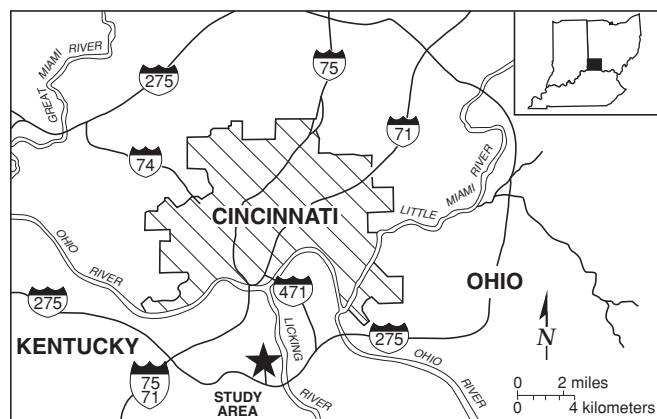 GREAT MIAMI RIVER
275
75
71
74
CINCINNATI
LITTLE MIAMI RIVER
OHIO RIVER
OHIO
275
471
LICKING RIVER
KENTUCKY
275
OHIO RIVER
75
71
STUDY
AREA
N
0 2 miles
0 4 kilometers